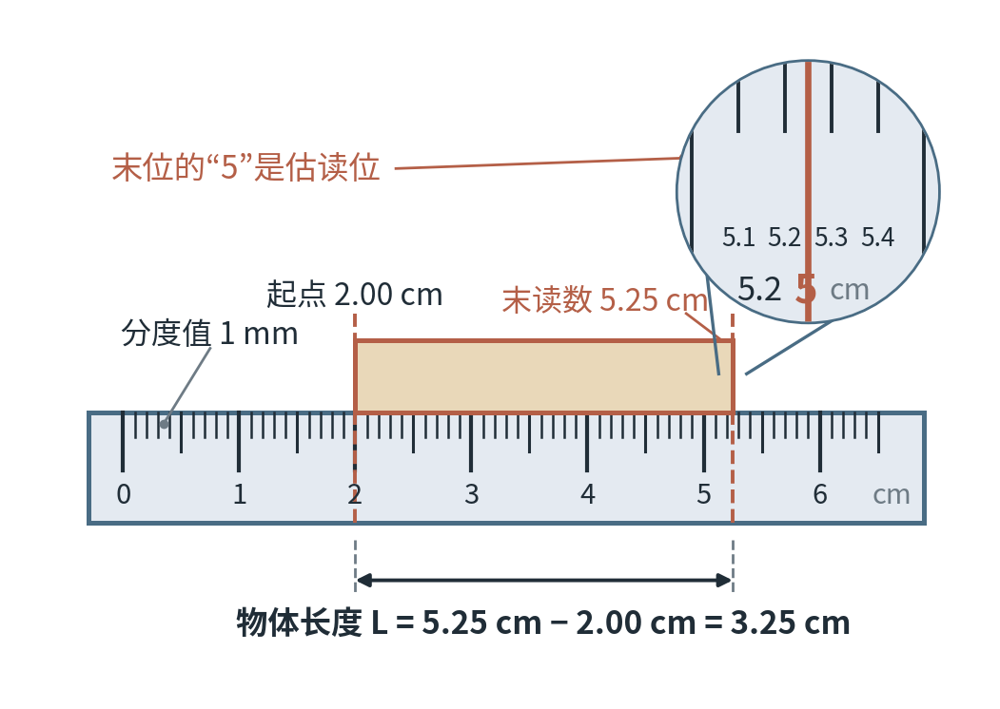 末位的“5”是估读位
5.1 5.2 5.3 5.4
5.2 5 cm
起点 2.00 cm
末读数 5.25 cm
分度值 1 mm
0 1 2 3 4 5 6 cm
物体长度 L = 5.25 cm − 2.00 cm = 3.25 cm